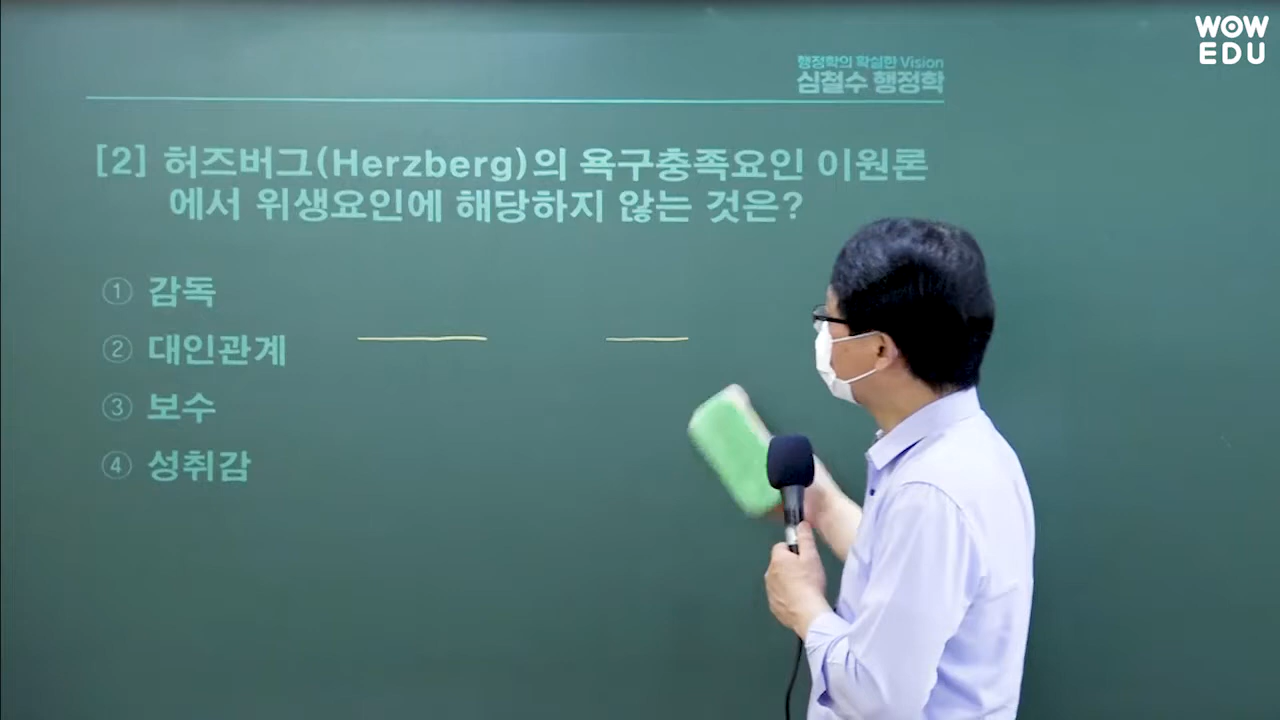 WOW
EDU
행정학의 확실한 Vision
심철수 행정학
[2] 허즈버그(Herzberg)의 욕구충족요인 이원론
에서 위생요인에 해당하지 않는 것은?
① 감독
② 대인관계
③ 보수
④ 성취감